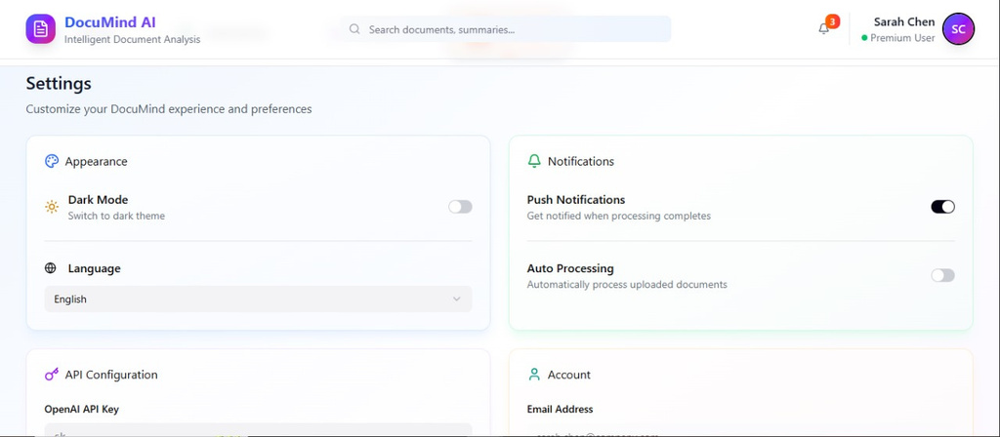 DocuMind AI
Intelligent Document Analysis
Search documents, summaries...
3
Sarah Chen
Premium User
SC
Settings
Customize your DocuMind experience and preferences
Appearance
Dark Mode
Switch to dark theme
Language
English
Notifications
Push Notifications
Get notified when processing completes
Auto Processing
Automatically process uploaded documents
API Configuration
OpenAI API Key
Account
Email Address